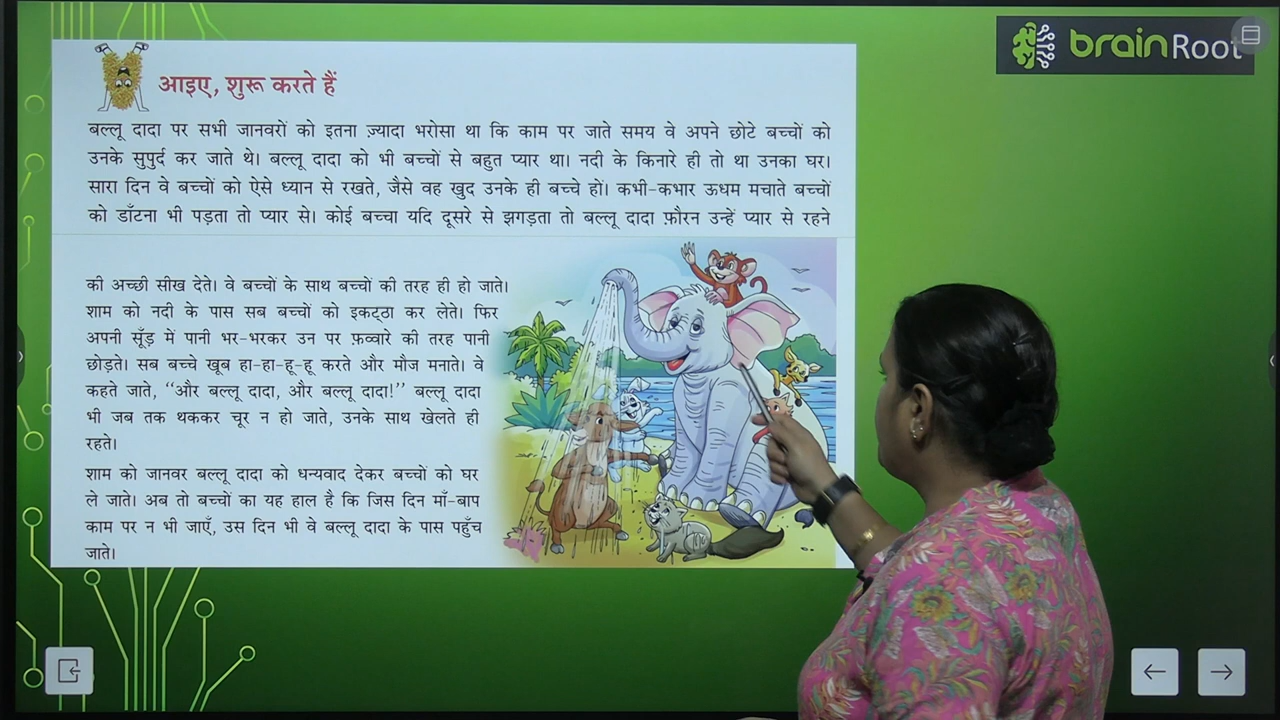 brainRoot
आइए, शुरू करते हैं
बल्लू दादा पर सभी जानवरों को इतना ज़्यादा भरोसा था कि काम पर जाते समय वे अपने छोटे बच्चों को
उनके सुपुर्द कर जाते थे। बल्लू दादा को भी बच्चों से बहुत प्यार था। नदी के किनारे ही तो था उनका घर।
सारा दिन वे बच्चों को ऐसे ध्यान से रखते, जैसे वह खुद उनके ही बच्चे हों। कभी-कभार ऊधम मचाते बच्चों
को डाँटना भी पड़ता तो प्यार से। कोई बच्चा यदि दूसरे से झगड़ता तो बल्लू दादा फ़ौरन उन्हें प्यार से रहने
की अच्छी सीख देते। वे बच्चों के साथ बच्चों की तरह ही हो जाते।
शाम को नदी के पास सब बच्चों को इकट्ठा कर लेते। फिर
अपनी सूँड़ में पानी भर-भरकर उन पर फ़व्वारे की तरह पानी
छोड़ते। सब बच्चे खूब हा-हा-हू-हू करते और मौज मनाते। वे
कहते जाते, “और बल्लू दादा, और बल्लू दादा!” बल्लू दादा
भी जब तक थककर चूर न हो जाते, उनके साथ खेलते ही
रहते।
शाम को जानवर बल्लू दादा को धन्यवाद देकर बच्चों को घर
ले जाते। अब तो बच्चों का यह हाल है कि जिस दिन माँ-बाप
काम पर न भी जाएँ, उस दिन भी वे बल्लू दादा के पास पहुँच
जाते।